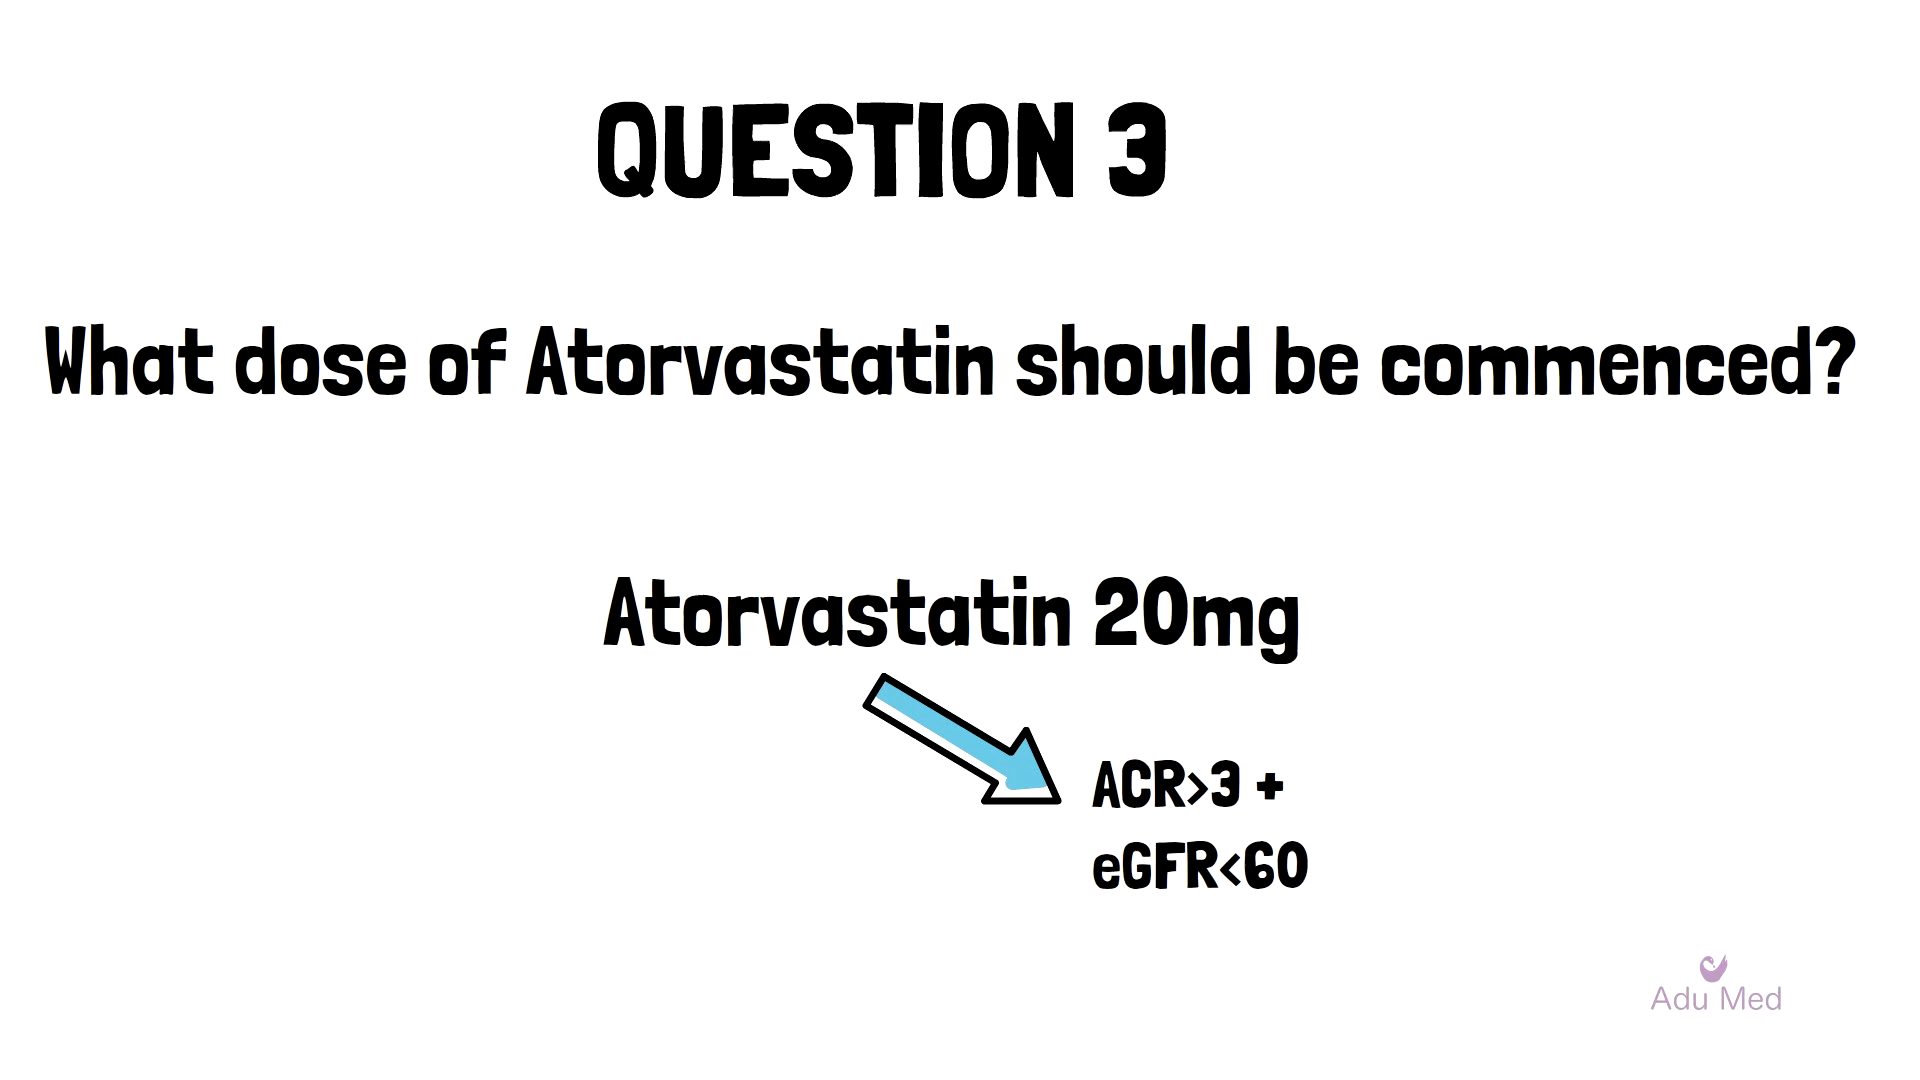 QUESTION 3
What dose of Atorvastatin should be commenced?
Atorvastatin 20mg
ACR>3 +
eGFR<60
Adu Med